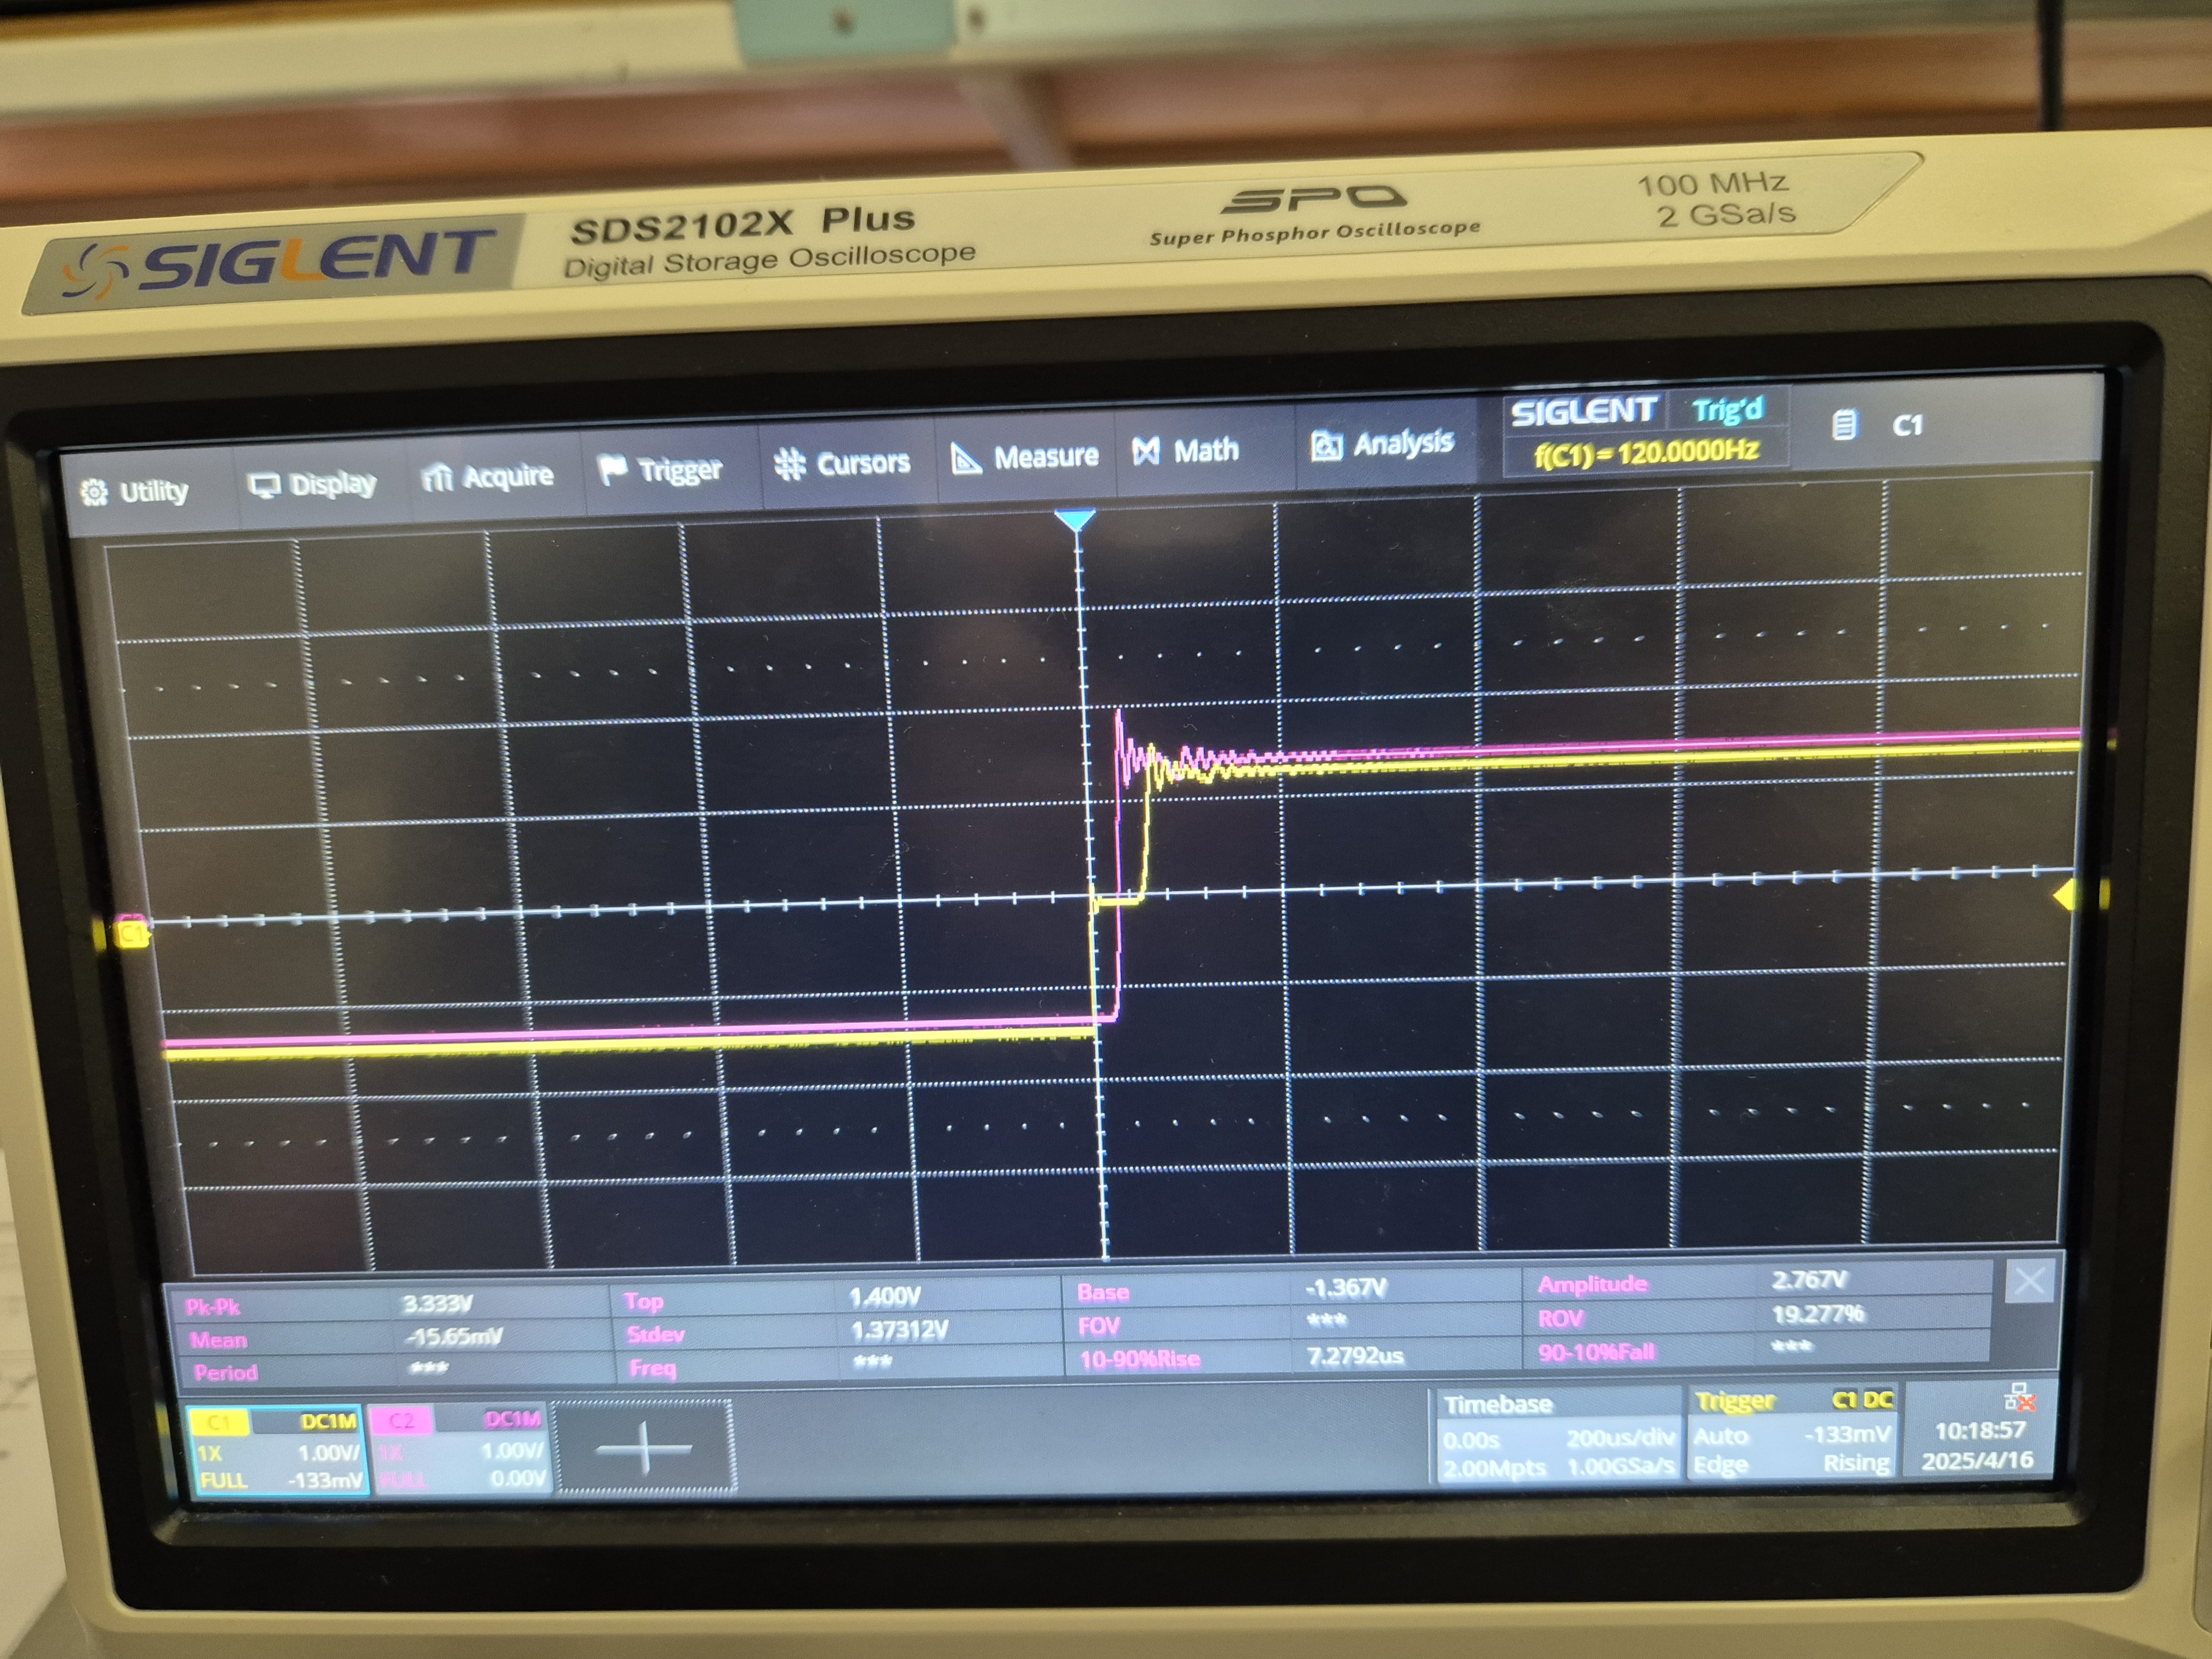 SIGLENT
SDS2102X Plus
Digital Storage Oscilloscope
SPO
Super Phosphor Oscilloscope
100 MHz
2 GSa/s
Utility
Display
Acquire
Trigger
Cursors
Measure
Math
Analysis
SIGLENT Trig'd
f(C1) = 120.0000Hz
C1
C1
Pk-Pk 3.333V Top 1.400V Base -1.367V Amplitude 2.767V
Mean -15.65mV Stdev 1.37312V FOV *** ROV 19.277%
Period *** Freq *** 10-90%Rise 7.2792us 90-10%Fall ***
C1 DC1M
1X 1.00V/
FULL -133mV
C2 DC1M
1X 1.00V/
FULL 0.00V
Timebase
0.00s 200us/div
2.00Mpts 1.00GSa/s
Trigger C1 DC
Auto -133mV
Edge Rising
10:18:57
2025/4/16